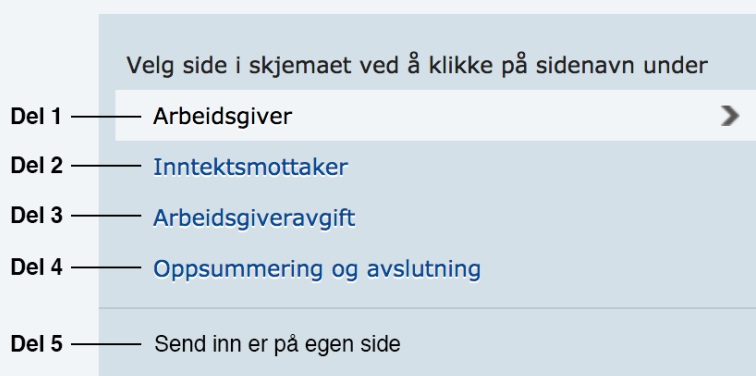 Velg side i skjemaet ved å klikke på sidenavn under
Del 1 Arbeidsgiver
Del 2 Inntektsmottaker
Del 3 Arbeidsgiveravgift
Del 4 Oppsummering og avslutning
Del 5 Send inn er på egen side